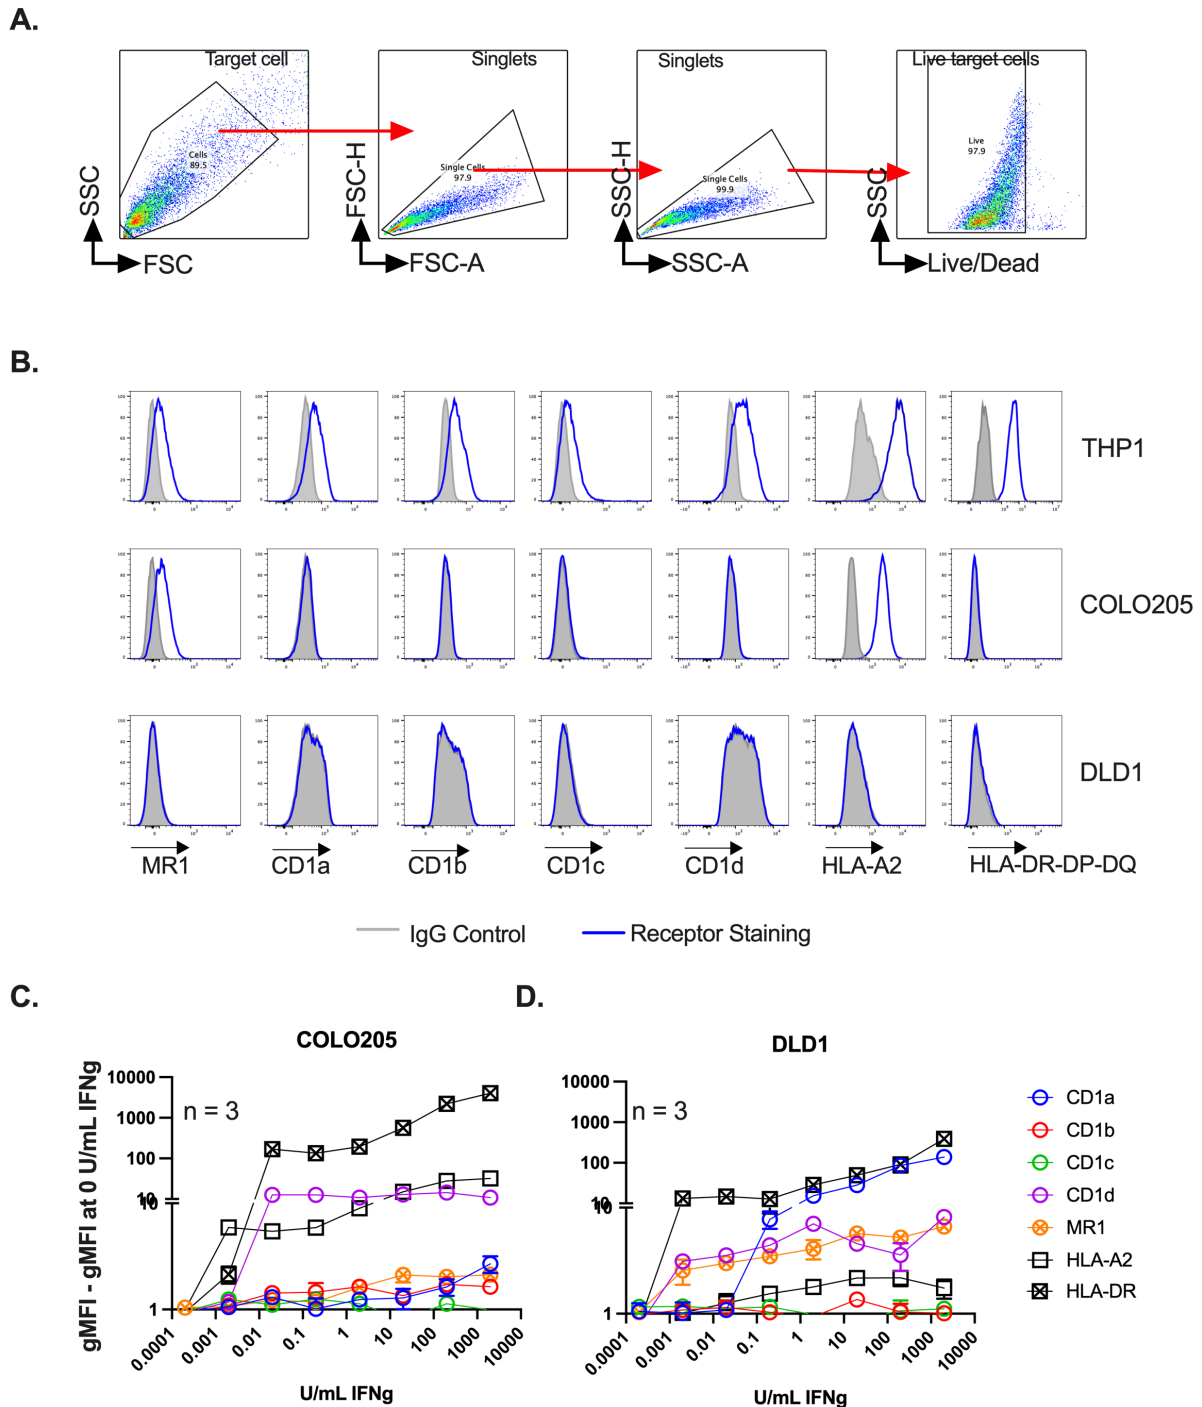 A.
Target cell
Singlets
Singlets
Live target cells
Cells
89.5
Single Cells
97.9
Single Cells
99.9
Live
97.9
SSC
FSC
FSC-H
FSC-A
SSC-H
SSC-A
SSC
Live/Dead
B.
THP1
COLO205
DLD1
MR1
CD1a
CD1b
CD1c
CD1d
HLA-A2
HLA-DR-DP-DQ
IgG Control
Receptor Staining
C.
COLO205
gMFI - gMFI at 0 U/mL IFNg
n = 3
10000
1000
100
10
10
1
0.0001
0.001
0.01
0.1
1
10
100
1000
10000
U/mL IFNg
D.
DLD1
n = 3
10000
1000
100
10
10
1
0.0001
0.001
0.01
0.1
1
10
100
1000
10000
U/mL IFNg
CD1a
CD1b
CD1c
CD1d
MR1
HLA-A2
HLA-DR